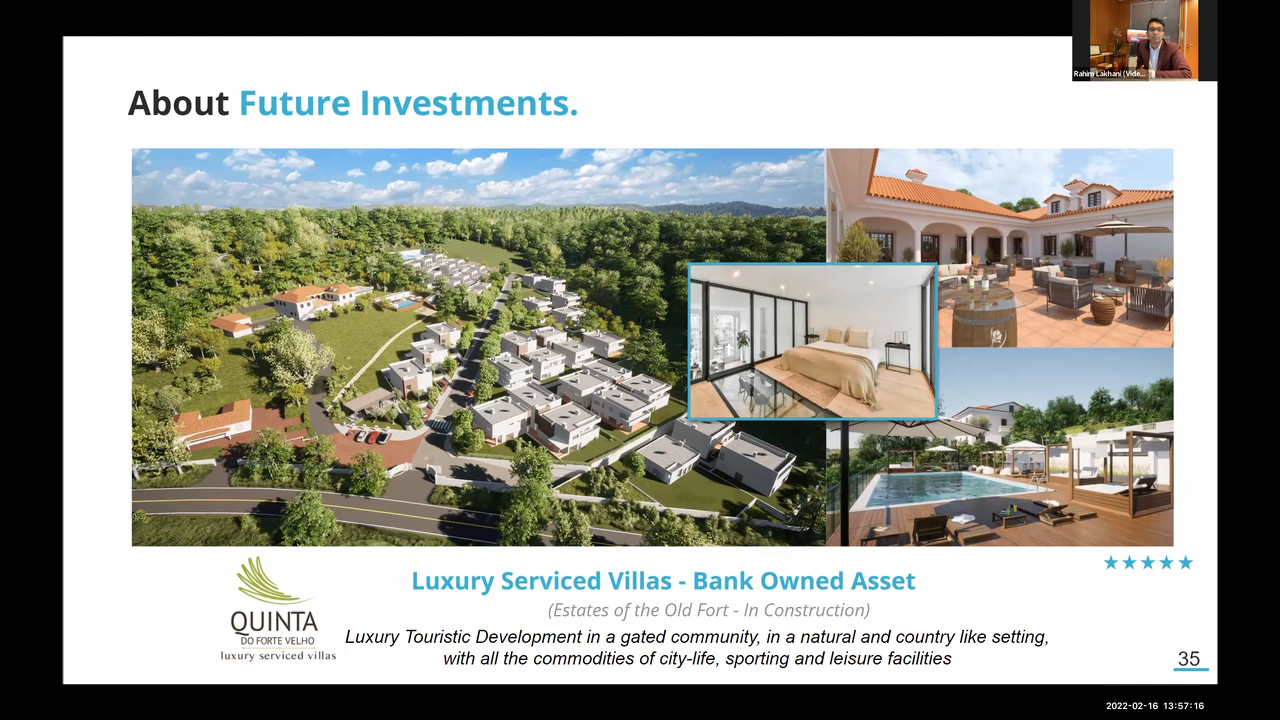 Rahim Lakhani (Vide...
About Future Investments.
★★★★★
Luxury Serviced Villas - Bank Owned Asset
(Estates of the Old Fort - In Construction)
QUINTA
DO FORTE VELHO
luxury serviced villas
Luxury Touristic Development in a gated community, in a natural and country like setting,
with all the commodities of city-life, sporting and leisure facilities
35
2022-02-16 13:57:16